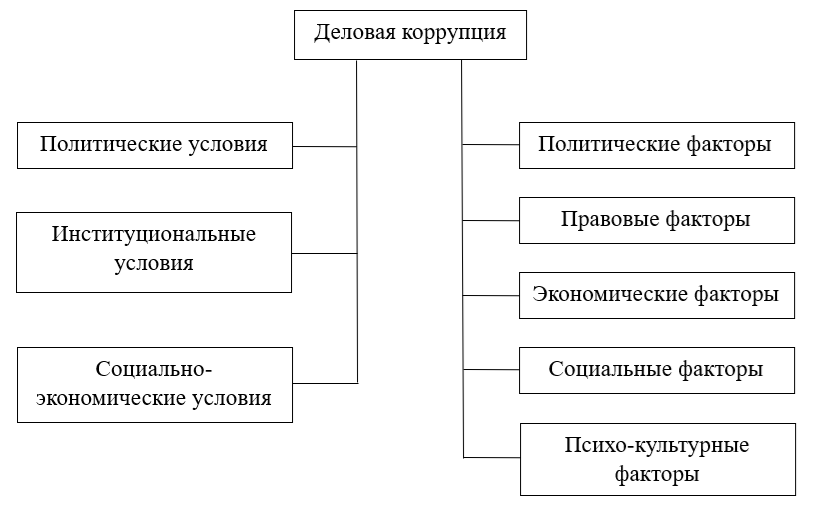 Деловая коррупция
Политические условия
Институциональные
условия
Социально-
экономические условия
Политические факторы
Правовые факторы
Экономические факторы
Социальные факторы
Психо-культурные
факторы